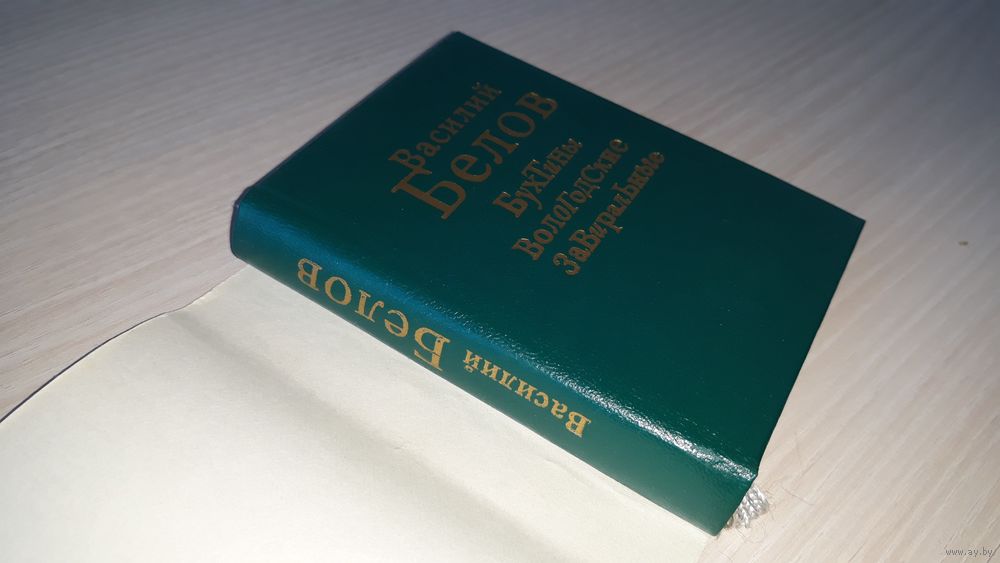 Василий
Белов
Бухтины
Вологодские
Завиральные
Василий Белов
www.ay.by